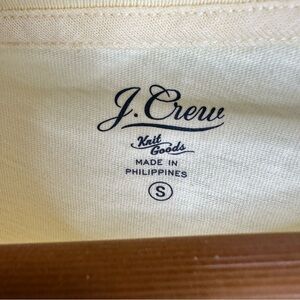 J.Crew
Knit
Goods
MADE IN
PHILIPPINES
S